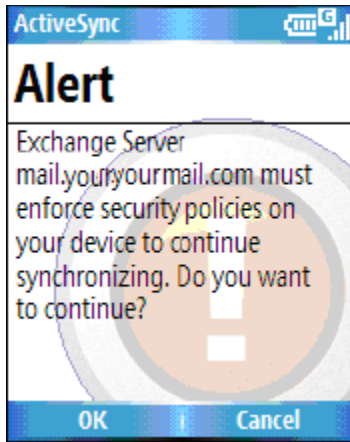 ActiveSync
G
Alert
Exchange Server
mail.youryourmail.com must
enforce security policies on
your device to continue
synchronizing. Do you want
to continue?
OK Cancel